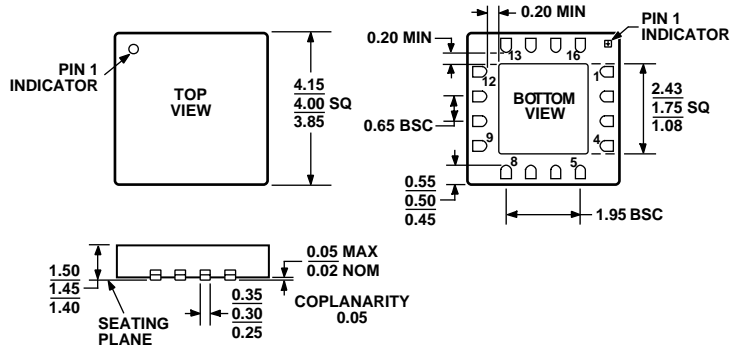 PIN 1
INDICATOR
TOP
VIEW
4.15
4.00 SQ
3.85
0.20 MIN
0.20 MIN
PIN 1
INDICATOR
13
16
12
1
BOTTOM
VIEW
2.43
1.75 SQ
1.08
0.65 BSC
9
4
8
5
0.55
0.50
0.45
1.95 BSC
1.50
1.45
1.40
SEATING
PLANE
0.35
0.30
0.25
0.05 MAX
0.02 NOM
COPLANARITY
0.05